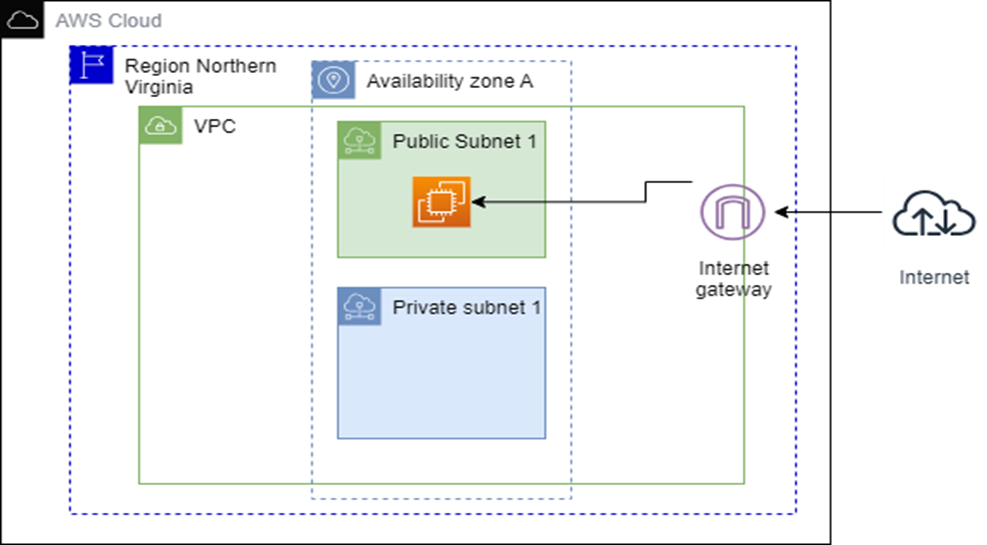 AWS Cloud
Region Northern
Virginia
Availability zone A
VPC
Public Subnet 1
Internet
gateway
Internet
Private subnet 1